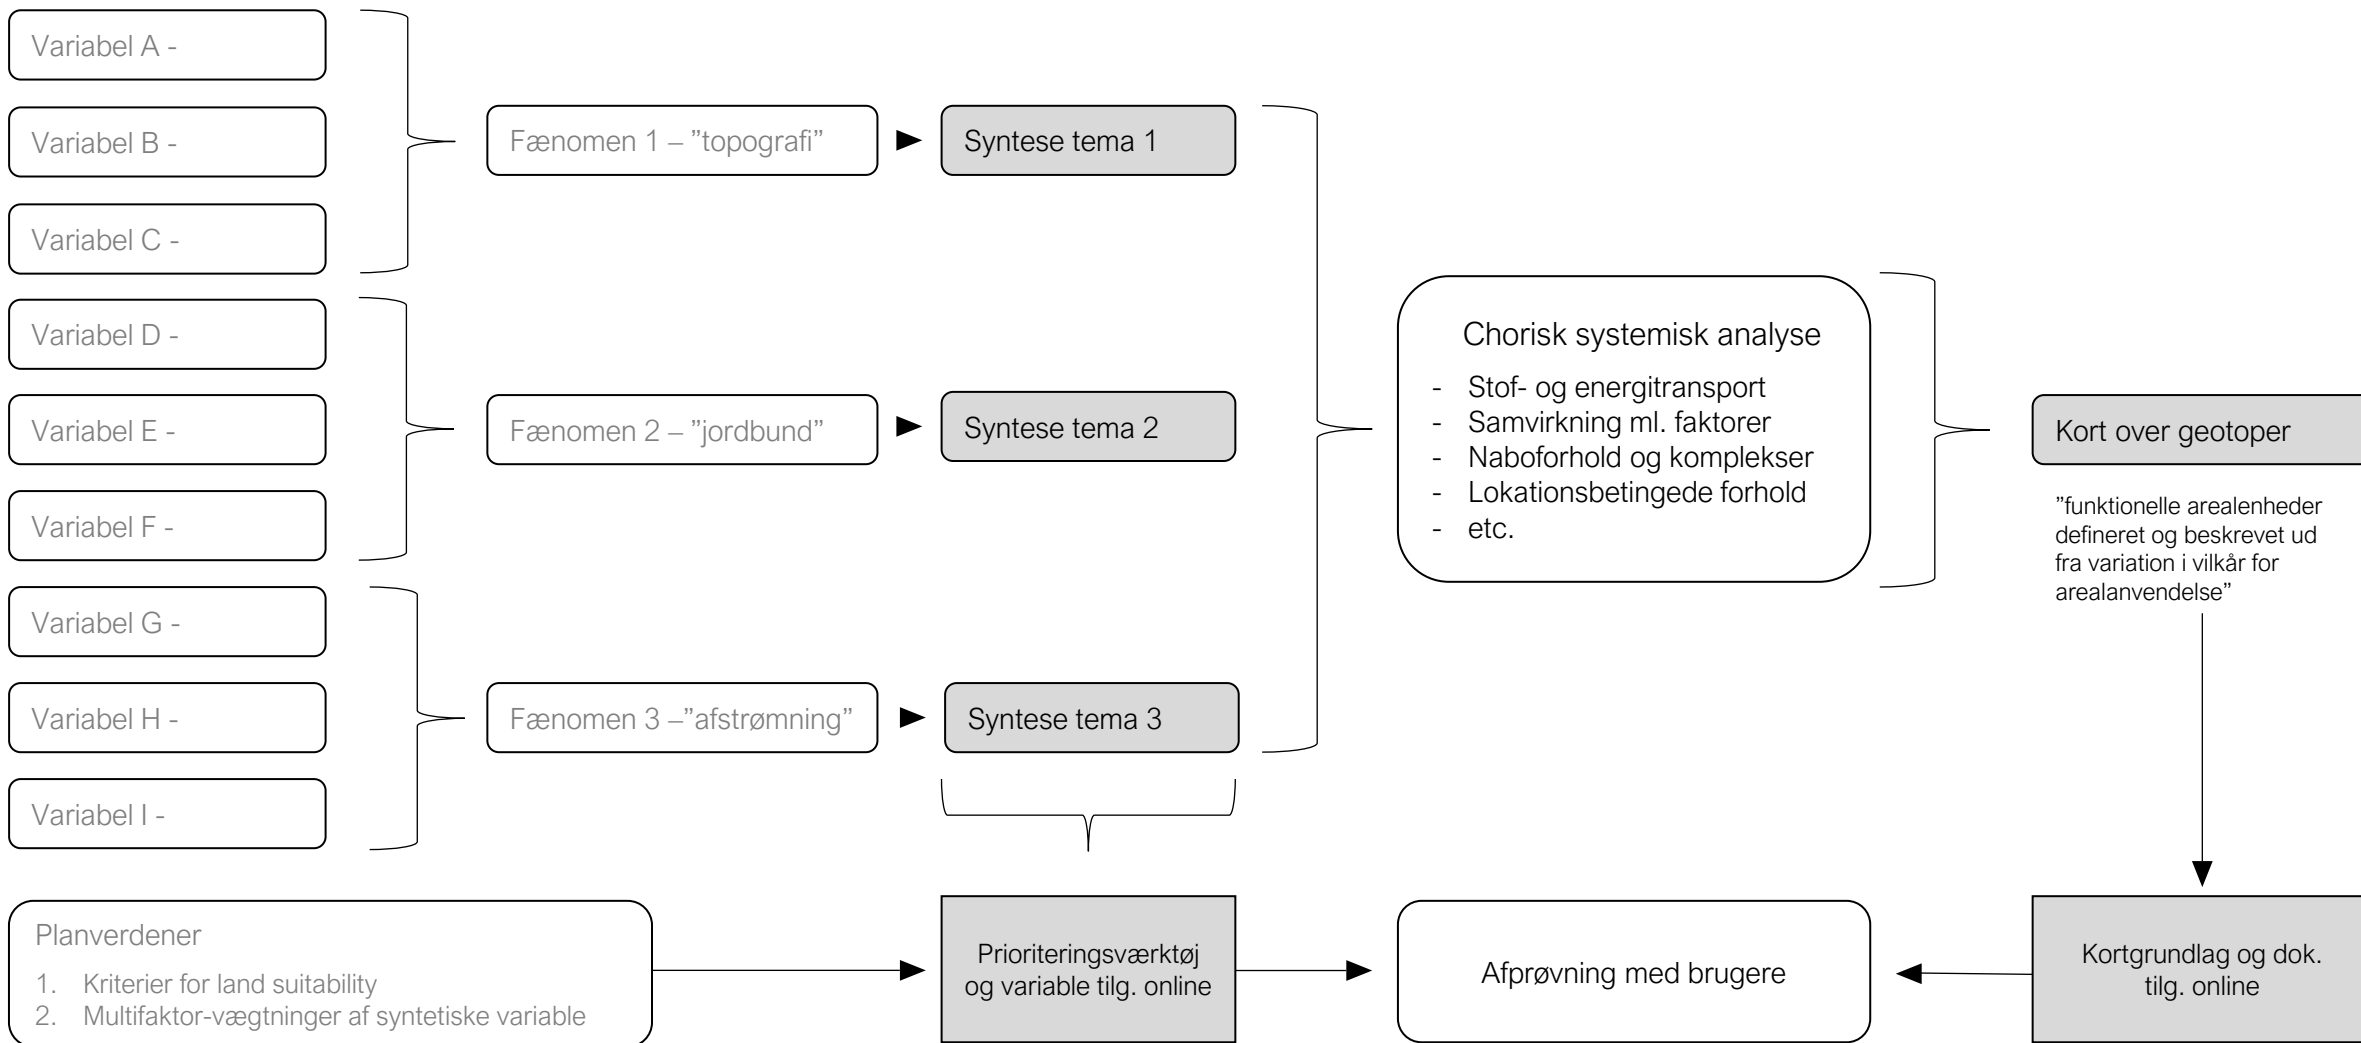 Variabel A -
Variabel B -
Variabel C -
Variabel D -
Variabel E -
Variabel F -
Variabel G -
Variabel H -
Variabel I -
Fænomen 1 – ”topografi”
Fænomen 2 – ”jordbund”
Fænomen 3 –”afstrømning”
Syntese tema 1
Syntese tema 2
Syntese tema 3
Chorisk systemisk analyse
- Stof- og energitransport
- Samvirkning ml. faktorer
- Naboforhold og komplekser
- Lokationsbetingede forhold
- etc.
Kort over geotoper
”funktionelle arealenheder
defineret og beskrevet ud
fra variation i vilkår for
arealanvendelse”
Planverdener
1. Kriterier for land suitability
2. Multifaktor-vægtninger af syntetiske variable
Prioriteringsværktøj
og variable tilg. online
Afprøvning med brugere
Kortgrundlag og dok.
tilg. online